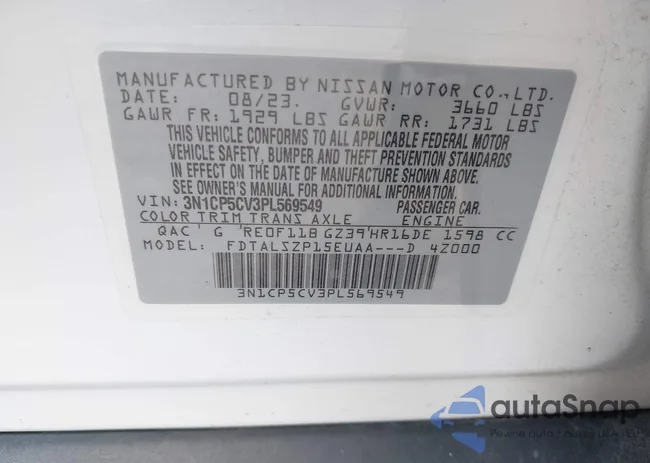 MANUFACTURED BY NISSAN MOTOR CO., LTD.
DATE: 08/23. GVWR: 3660 LBS
GAWR FR: 1929 LBS GAWR RR: 1731 LBS
THIS VEHICLE CONFORMS TO ALL APPLICABLE FEDERAL MOTOR
VEHICLE SAFETY, BUMPER AND THEFT PREVENTION STANDARDS
IN EFFECT ON THE DATE OF MANUFACTURE SHOWN ABOVE.
SEE OWNER'S MANUAL FOR ADDITIONAL INFORMATION.
VIN: 3N1CP5CV3PL569549 PASSENGER CAR.
COLOR TRIM TRANS AXLE ENGINE
QAC G RE0F11B GZ39 HR16DE 1598 CC
MODEL: FDTALSZP15EUAA---D 4Z000
3N1CP5CV3PL569549
autoSnap